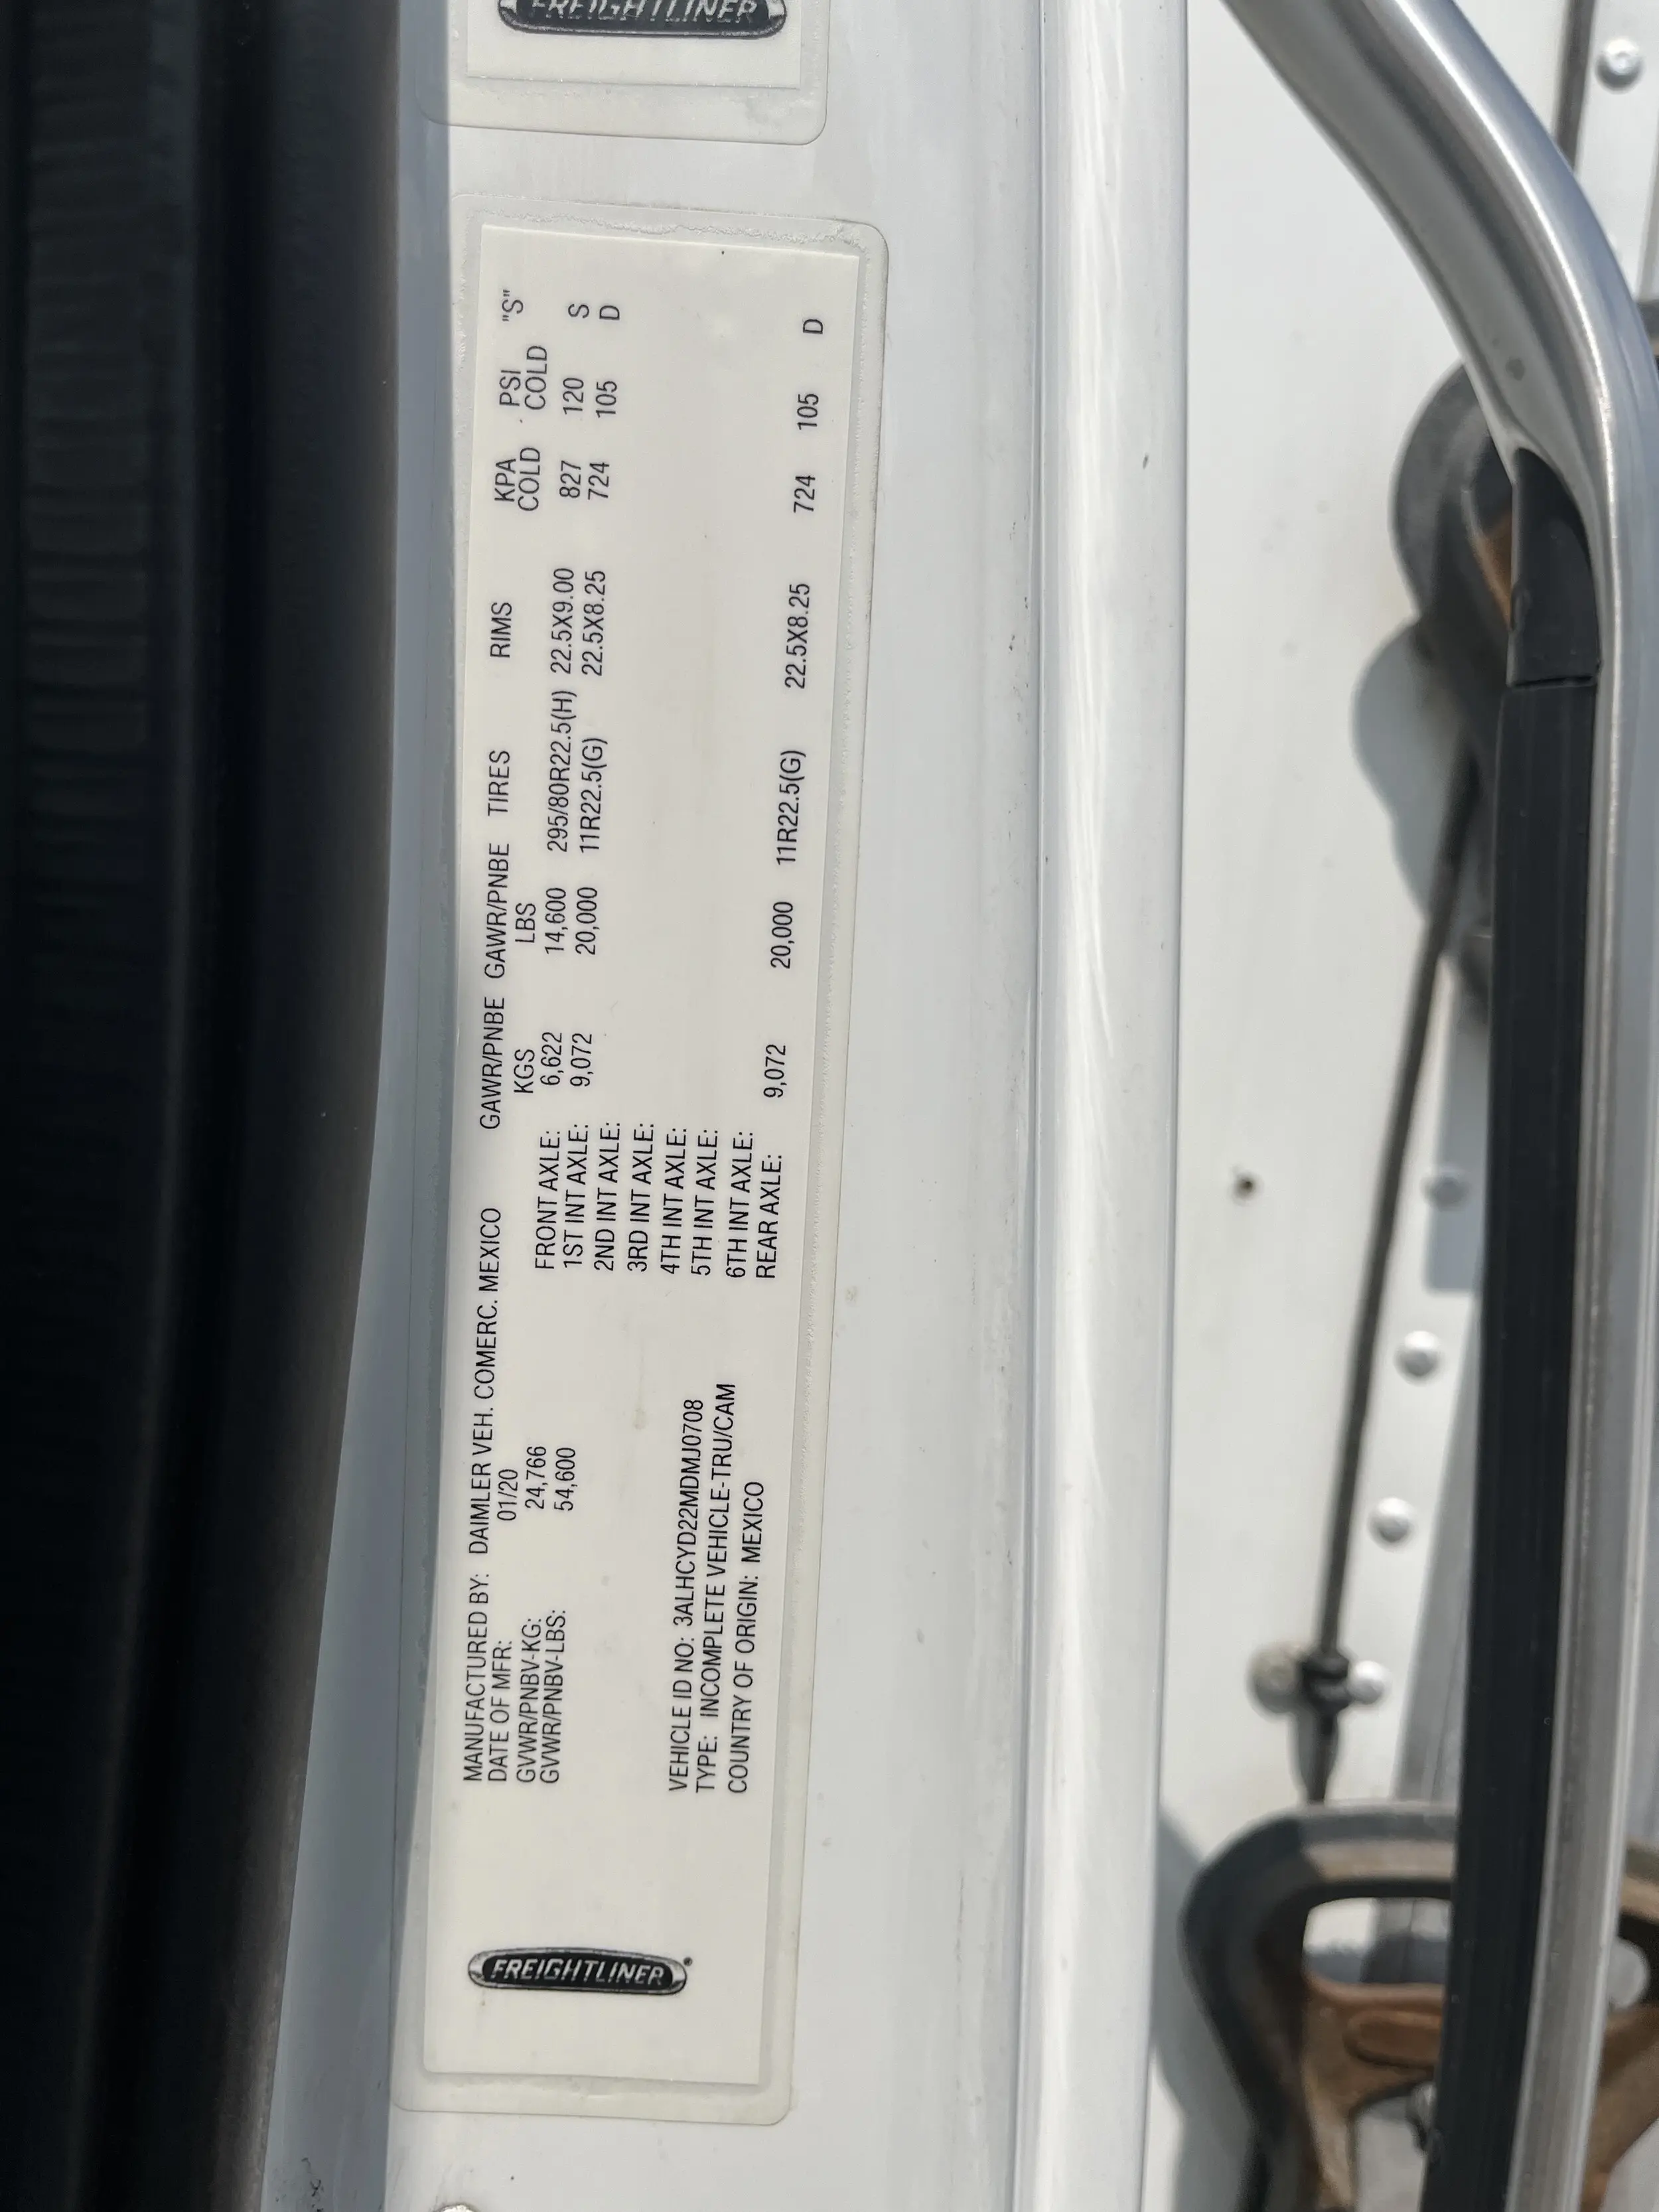 FREIGHTLINER
MANUFACTURED BY: DAIMLER VEH. COMERC. MEXICO
DATE OF MFR: 01/20
GVWR/PNBV-KG: 24,766
GVWR/PNBV-LBS: 54,600
VEHICLE ID NO: 3ALHCYD22MDMJ0708
TYPE: INCOMPLETE VEHICLE-TRU/CAM
COUNTRY OF ORIGIN: MEXICO
GAWR/PNBE GAWR/PNBE TIRES RIMS KPA PSI "S"
KGS LBS COLD COLD
FRONT AXLE: 6,622 14,600 295/80R22.5(H) 22.5X9.00 827 120 S
1ST INT AXLE: 9,072 20,000 11R22.5(G) 22.5X8.25 724 105 D
2ND INT AXLE:
3RD INT AXLE:
4TH INT AXLE:
5TH INT AXLE:
6TH INT AXLE:
REAR AXLE: 9,072 20,000 11R22.5(G) 22.5X8.25 724 105 D
FREIGHTLINER